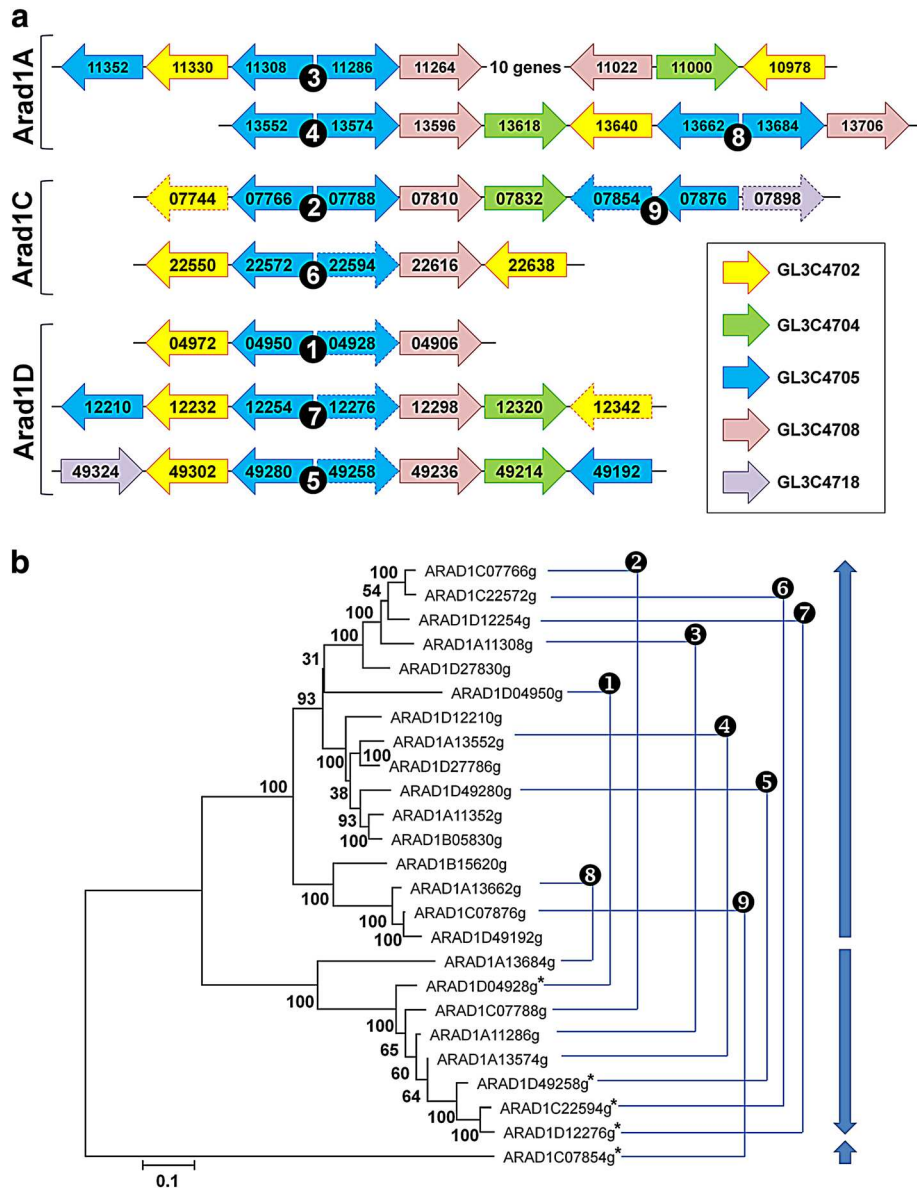 a
Arad1A
11352 11330 11308 3 11286 11264 10 genes 11022 11000 10978
13552 4 13574 13596 13618 13640 13662 8 13684 13706
Arad1C
07744 07766 2 07788 07810 07832 07854 9 07876 07898
22550 22572 6 22594 22616 22638
Arad1D
04972 04950 1 04928 04906
12210 12232 12254 7 12276 12298 12320 12342
49324 49302 49280 5 49258 49236 49214 49192
GL3C4702
GL3C4704
GL3C4705
GL3C4708
GL3C4718
b
100 ARAD1C07766g 2
54 ARAD1C22572g 6
100 ARAD1D12254g 7
100 ARAD1A11308g 3
31 ARAD1D27830g
93 ARAD1D04950g 1
ARAD1D12210g
100 ARAD1A13552g 4
100 ARAD1D27786g
100 38 ARAD1D49280g 5
93 ARAD1A11352g
100 ARAD1B05830g
ARAD1B15620g
100 ARAD1A13662g 8
100 ARAD1C07876g 9
100 ARAD1D49192g
ARAD1A13684g
100 ARAD1D04928g*
100 ARAD1C07788g
65 ARAD1A11286g
60 ARAD1A13574g
64 ARAD1D49258g*
100 ARAD1C22594g*
100 ARAD1D12276g*
ARAD1C07854g*
0.1